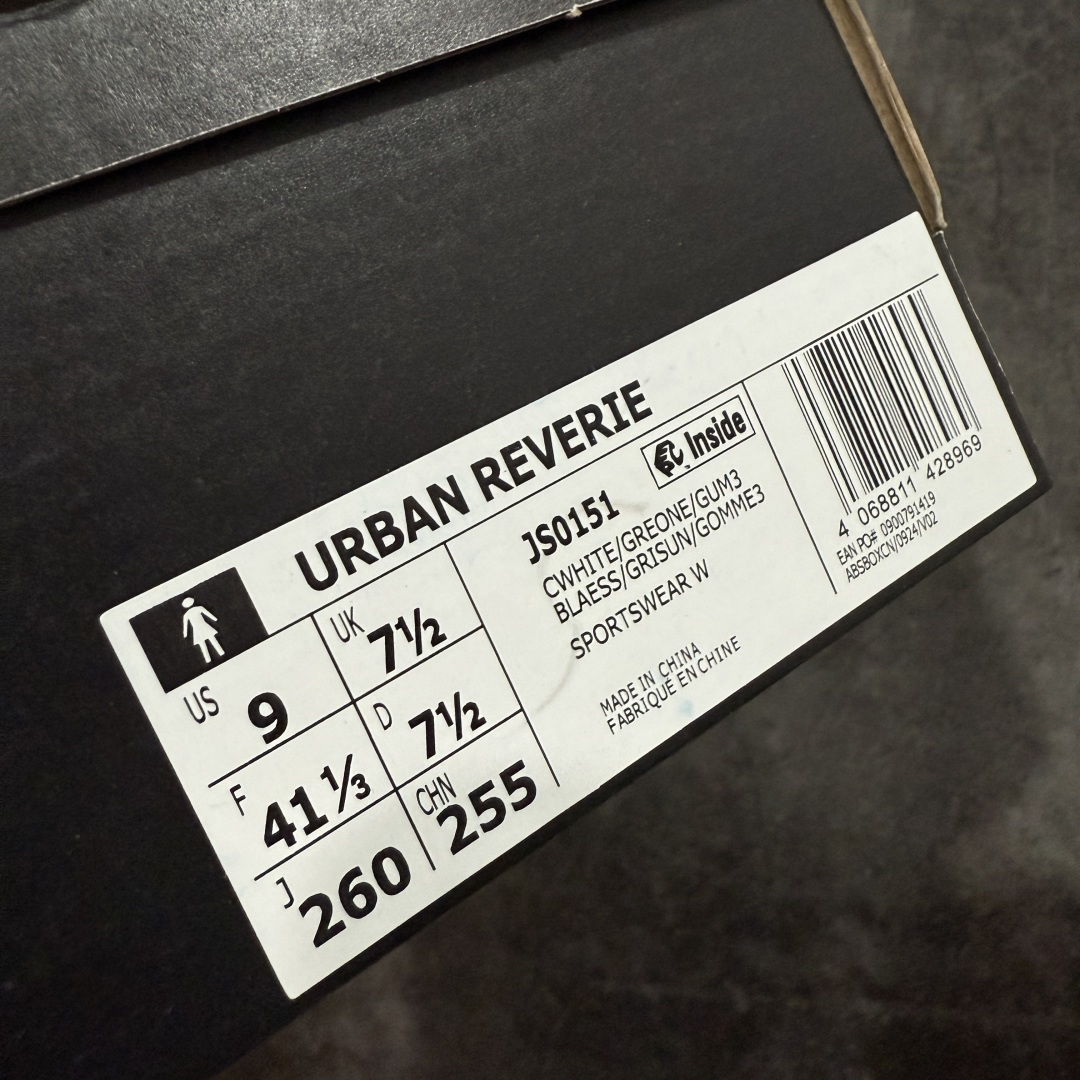 URBAN REVERIE
US 9
UK 7½
F 41⅓
D 7½
J 260
CHN 255
Inside
JS0151
CWHITE/GREONE/GUM3
BLAESS/GRISUN/GOMME3
SPORTSWEAR W
MADE IN CHINA
FABRIQUÉ EN CHINE
4 068811 428969
EAN PO# 0900791419
ABSBOXCN/0924/V02